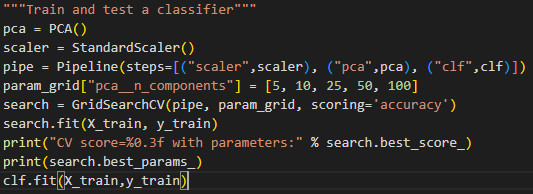 """Train and test a classifier"""
pca = PCA()
scaler = StandardScaler()
pipe = Pipeline(steps=[("scaler",scaler), ("pca",pca), ("clf",clf)])
param_grid["pca__n_components"] = [5, 10, 25, 50, 100]
search = GridSearchCV(pipe, param_grid, scoring='accuracy')
search.fit(X_train, y_train)
print("CV score=%0.3f with parameters:" % search.best_score_)
print(search.best_params_)
clf.fit(X_train,y_train)